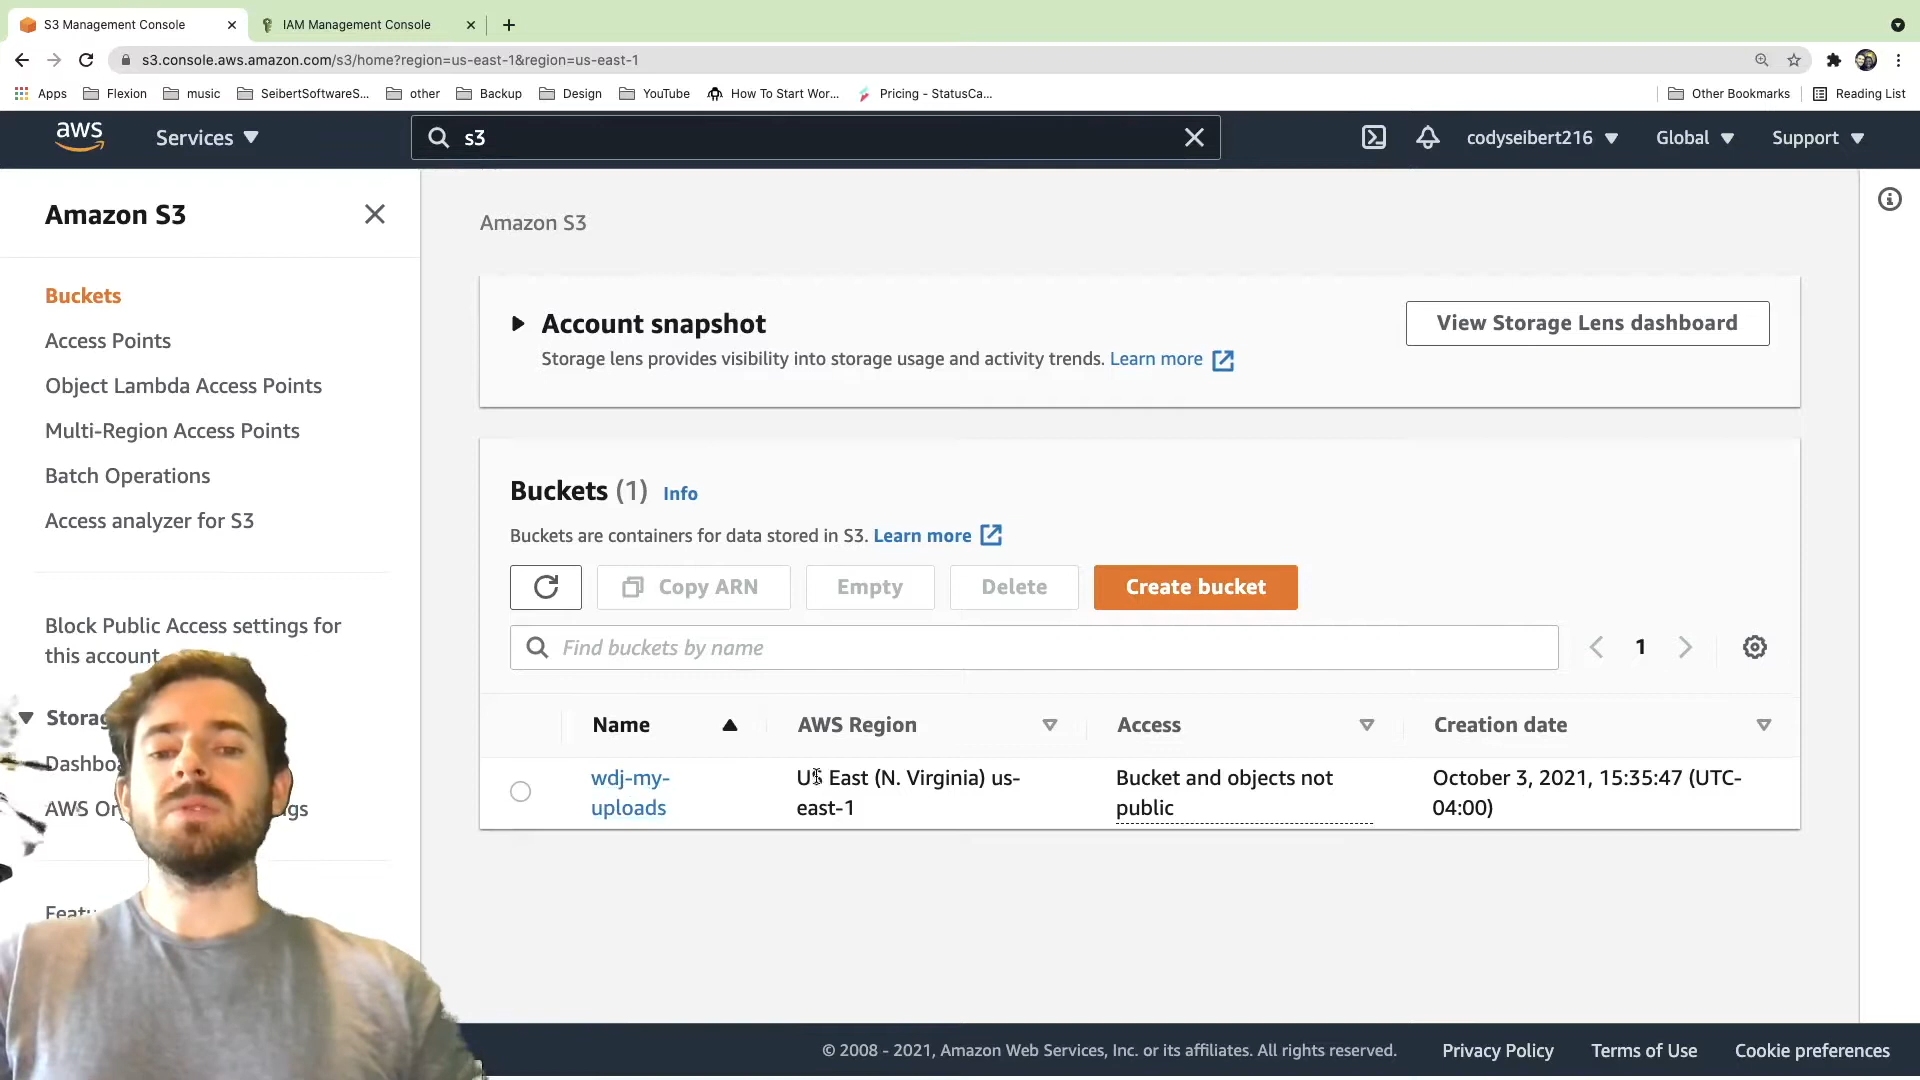 S3 Management Console
IAM Management Console
s3.console.aws.amazon.com/s3/home?region=us-east-1&region=us-east-1
Apps Flexion music SeibertSoftwareS... other Backup Design YouTube How To Start Wor... Pricing - StatusCa... Other Bookmarks Reading List
aws Services s3 codyseibert216 Global Support
Amazon S3
Buckets
Access Points
Object Lambda Access Points
Multi-Region Access Points
Batch Operations
Access analyzer for S3
Block Public Access settings for
this account
Amazon S3
Account snapshot
View Storage Lens dashboard
Storage lens provides visibility into storage usage and activity trends. Learn more
Buckets (1) Info
Buckets are containers for data stored in S3. Learn more
Copy ARN Empty Delete Create bucket
Find buckets by name
1
Name AWS Region Access Creation date
wdj-my-
uploads
US East (N. Virginia) us-
east-1
Bucket and objects not
public
October 3, 2021, 15:35:47 (UTC-
04:00)
© 2008 - 2021, Amazon Web Services, Inc. or its affiliates. All rights reserved. Privacy Policy Terms of Use Cookie preferences